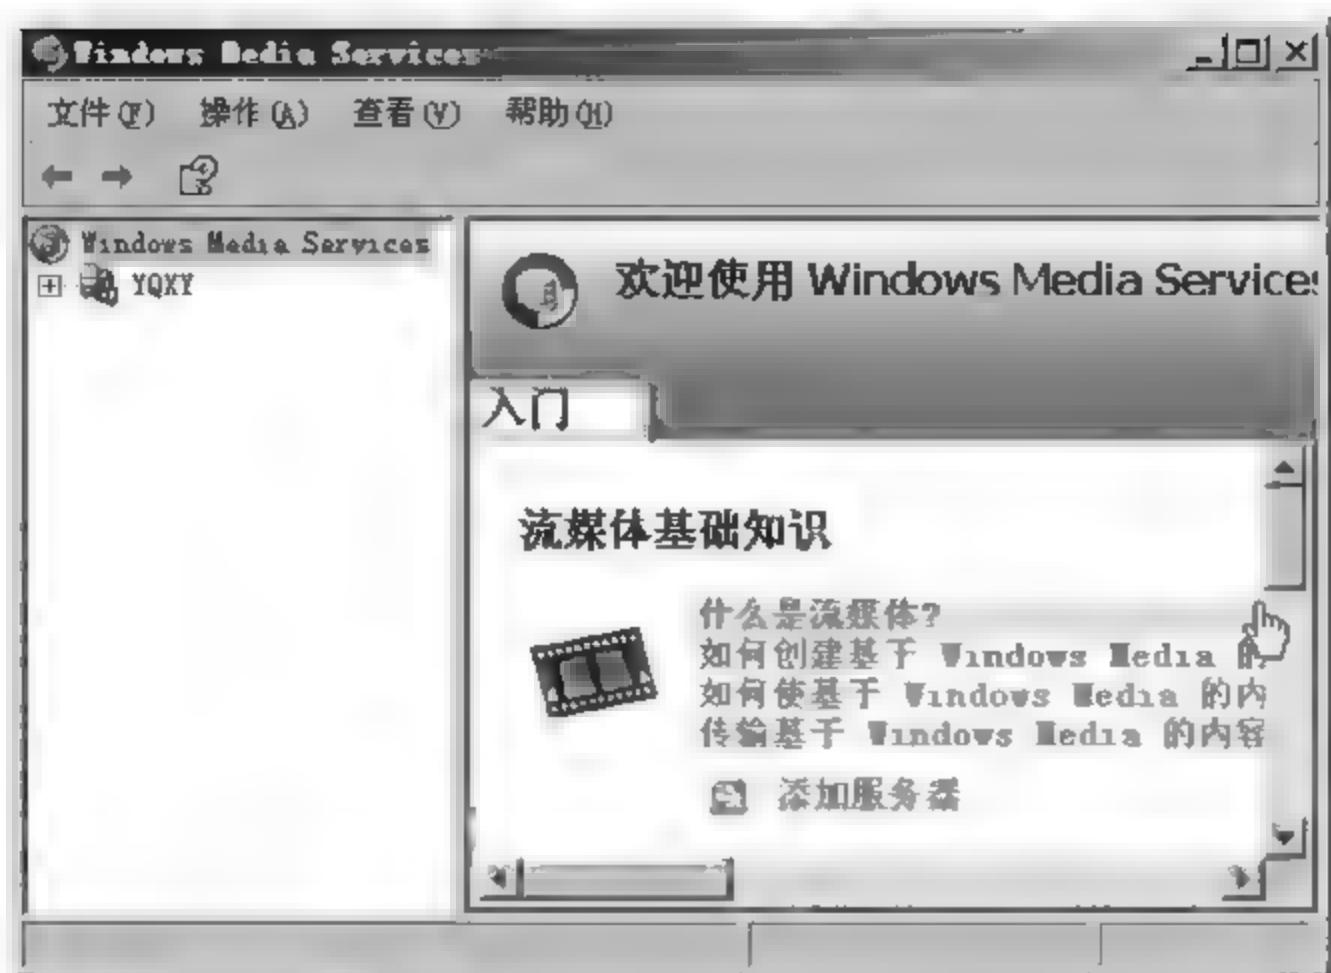 Windows Media Services
文件(F) 操作(A) 查看(V) 帮助(H)
Windows Media Services
YQXY
欢迎使用 Windows Media Services
入门
流媒体基础知识
什么是流媒体?
如何创建基于 Windows Media 的
如何使基于 Windows Media 的内
传输基于 Windows Media 的内容
添加服务器